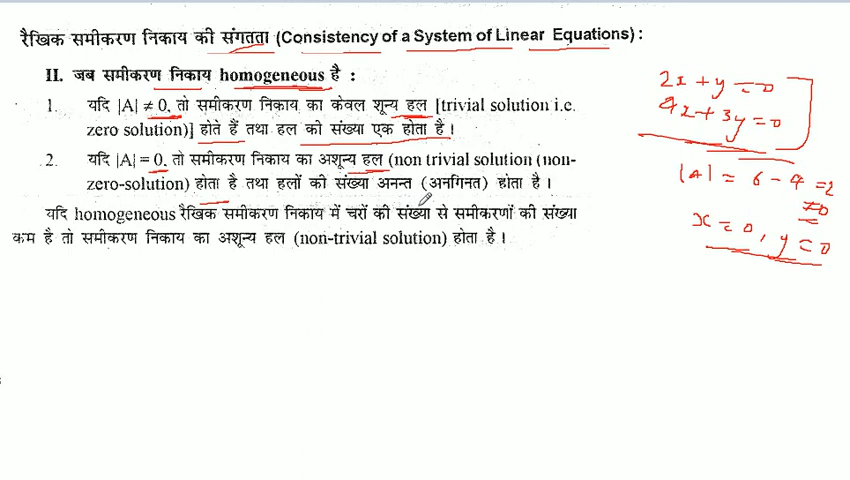 रैखिक समीकरण निकाय की संगतता (Consistency of a System of Linear Equations) :
II. जब समीकरण निकाय homogeneous है :
1. यदि |A| ≠ 0, तो समीकरण निकाय का केवल शून्य हल [trivial solution i.e.
zero solution)] होते हैं तथा हल की संख्या एक होता है।
2. यदि |A| = 0, तो समीकरण निकाय का अशून्य हल (non trivial solution (non-
zero-solution) होता है तथा हलों की संख्या अनन्त (अनगिनत) होता है।
यदि homogeneous रैखिक समीकरण निकाय में चरों की संख्या से समीकरणों की संख्या
कम है तो समीकरण निकाय का अशून्य हल (non-trivial solution) होता है।
2x + y = 0
4x + 3y = 0
|A| = 6 - 4 = 2
≠ 0
x = 0, y = 0